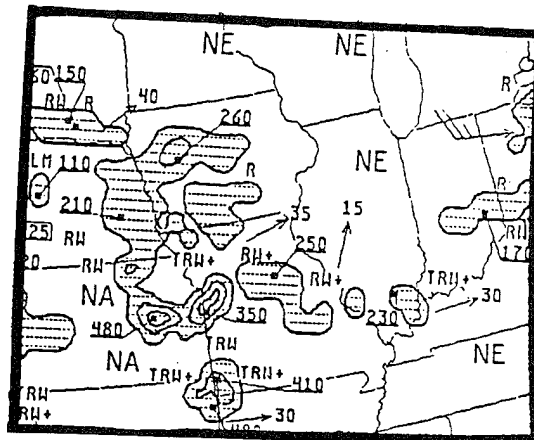 NE NE
150
RW R 40
R
260
LM 110 R NE
R
210 35 15
25 RW
RW
170
TRW+ RW+ 250 RW+ TRW+
20 RW
NA 30
480 350 230
TRW NE
NA TRW+ TRW+
410
TRW
RW+ 30